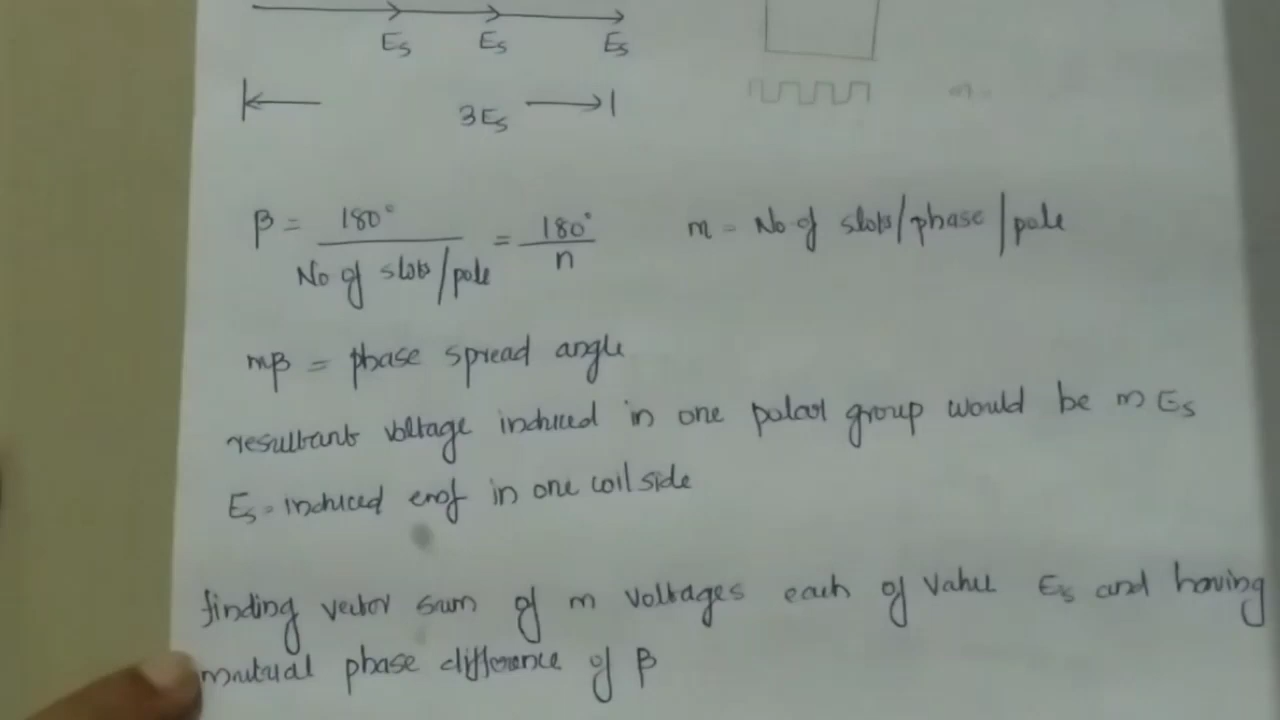 Es Es Es
3Es
β = 180° / No of slots/pole = 180° / n m = No of slots/phase/pole
mβ = phase spread angle
resultant voltage induced in one polar group would be m Es
Es = induced emf in one coil side
finding vector sum of m voltages each of value Es and having
mutual phase difference of β